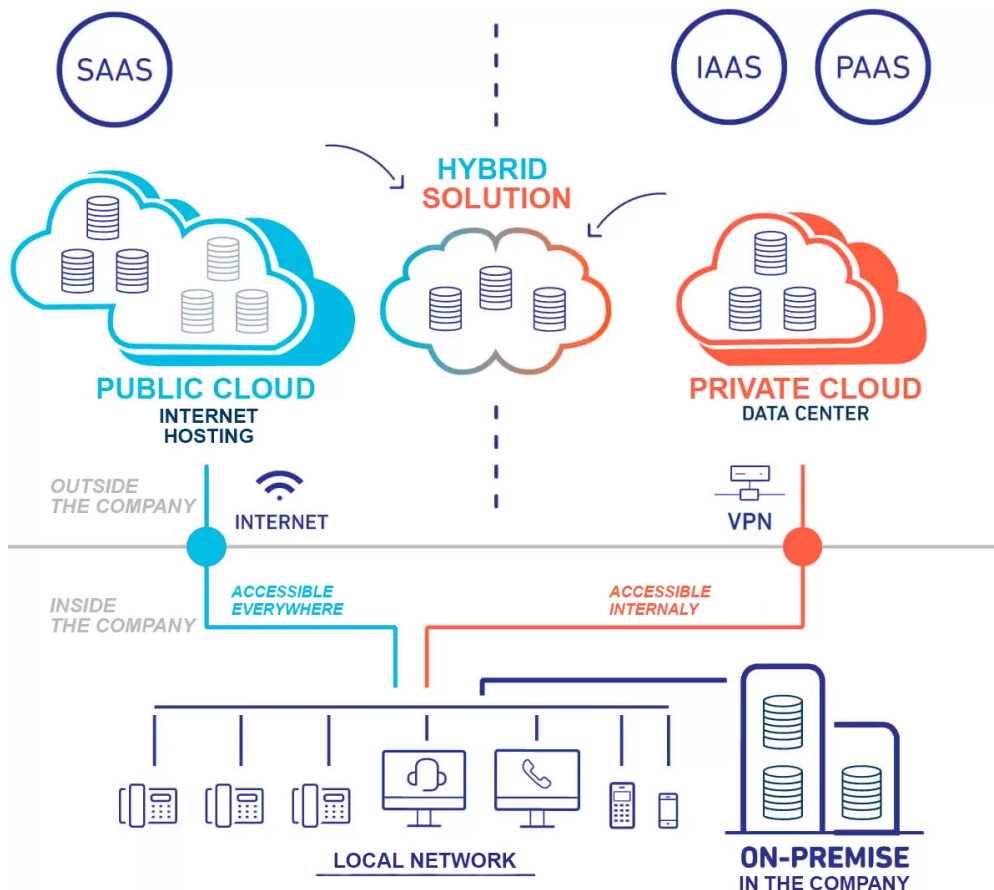 SAAS
IAAS
PAAS
HYBRID
SOLUTION
PUBLIC CLOUD
INTERNET
HOSTING
PRIVATE CLOUD
DATA CENTER
OUTSIDE
THE COMPANY
INTERNET
VPN
INSIDE
THE COMPANY
ACCESSIBLE
EVERYWHERE
ACCESSIBLE
INTERNALY
LOCAL NETWORK
ON-PREMISE
IN THE COMPANY